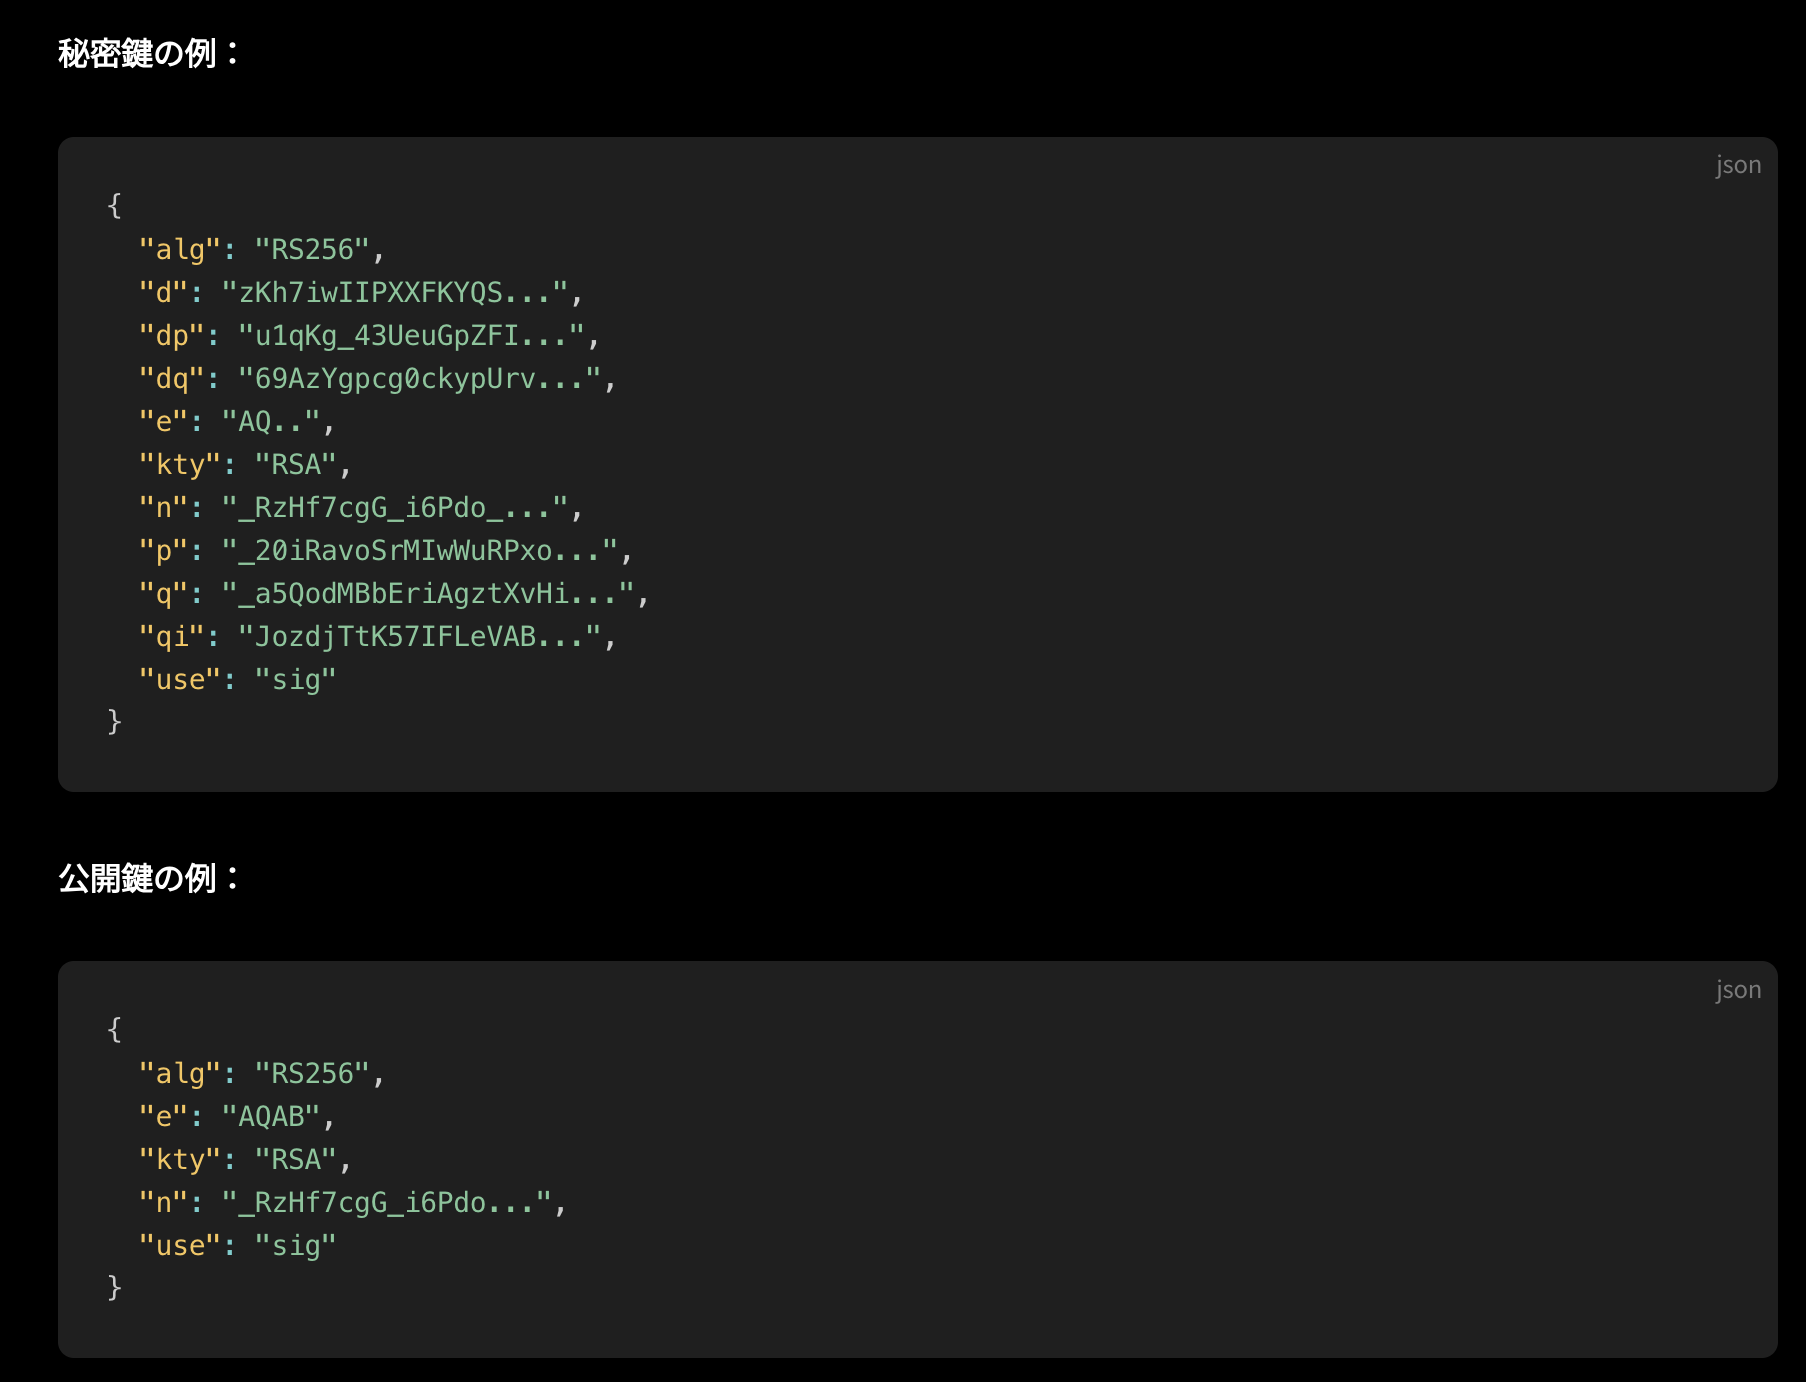 秘密鍵の例：
json
{
"alg": "RS256",
"d": "zKh7iwIIPXXFKYQS...",
"dp": "u1qKg_43UeuGpZFI...",
"dq": "69AzYgpcg0ckypUrv...",
"e": "AQ..",
"kty": "RSA",
"n": "_RzHf7cgG_i6Pdo_...",
"p": "_20iRavoSrMIwWuRPxo...",
"q": "_a5QodMBbEriAgztXvHi...",
"qi": "JozdjTtK57IFLeVAB...",
"use": "sig"
}
公開鍵の例：
json
{
"alg": "RS256",
"e": "AQAB",
"kty": "RSA",
"n": "_RzHf7cgG_i6Pdo...",
"use": "sig"
}